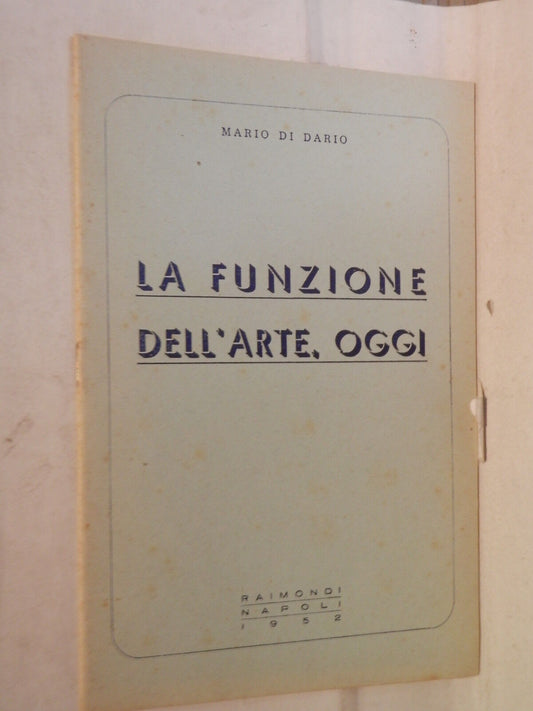 MARIO DI DARIO
LA FUNZIONE
DELL'ARTE, OGGI
RAIMONDI
NAPOLI
1952